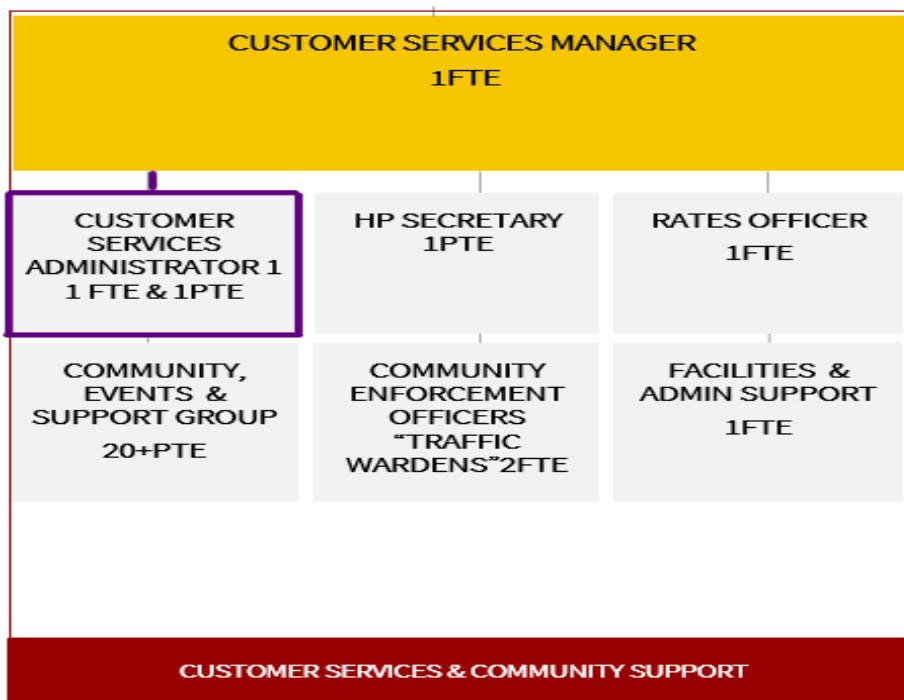 CUSTOMER SERVICES MANAGER
1FTE
CUSTOMER
SERVICES
ADMINISTRATOR 1
1 FTE & 1PTE
HP SECRETARY
1PTE
RATES OFFICER
1FTE
COMMUNITY,
EVENTS &
SUPPORT GROUP
20+PTE
COMMUNITY
ENFORCEMENT
OFFICERS
“TRAFFIC
WARDENS”2FTE
FACILITIES &
ADMIN SUPPORT
1FTE
CUSTOMER SERVICES & COMMUNITY SUPPORT